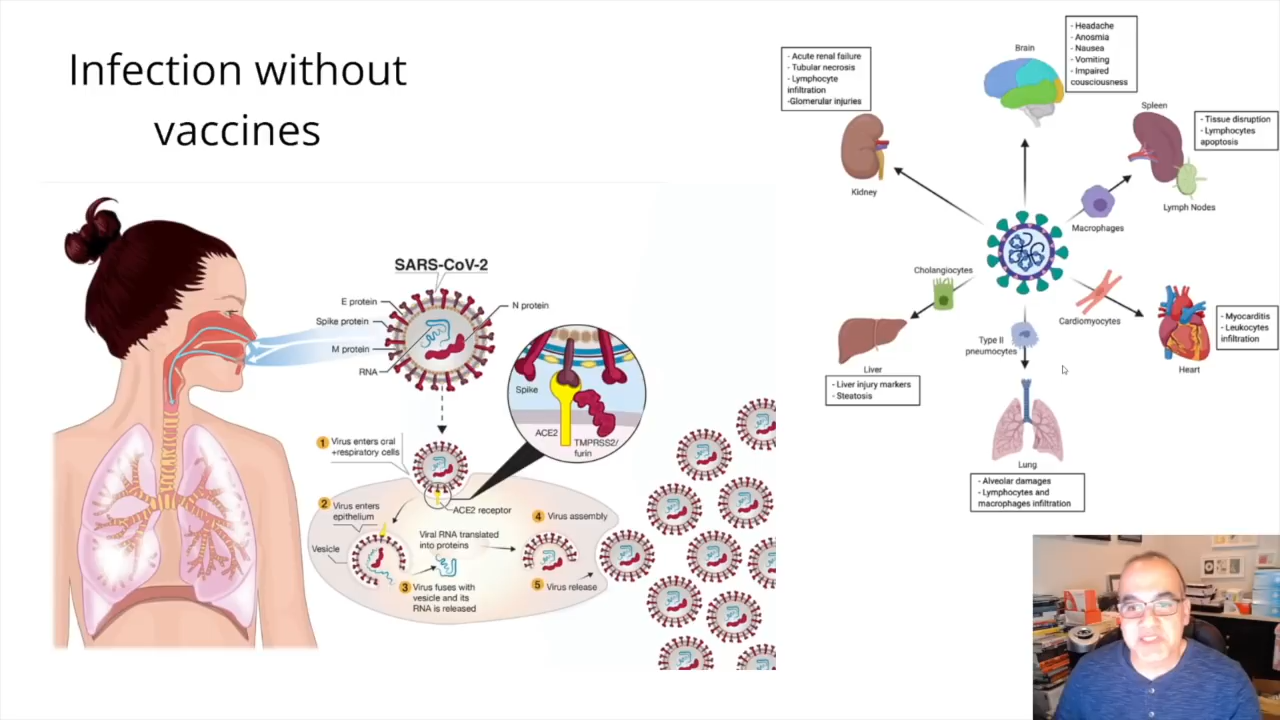 Infection without
vaccines
SARS-CoV-2
E protein
Spike protein
M protein
RNA
N protein
Spike
ACE2
TMPRSS2/
furin
1 Virus enters oral
+respiratory cells
ACE2 receptor
2 Virus enters
epithelium
Vesicle
Viral RNA translated
into proteins
3 Virus fuses with
vesicle and its
RNA is released
4 Virus assembly
5 Virus release
- Acute renal failure
- Tubular necrosis
- Lymphocyte
infiltration
-Glomerular injuries
Kidney
Brain
- Headache
- Anosmia
- Nausea
- Vomiting
- Impaired
cousciousness
Spleen
- Tissue disruption
- Lymphocytes
apoptosis
Lymph Nodes
Macrophages
Cholangiocytes
Liver
- Liver injury markers
- Steatosis
Type II
pneumocytes
Cardiomyocytes
Heart
- Myocarditis
- Leukocytes
infiltration
Lung
- Alveolar damages
- Lymphocytes and
macrophages infiltration